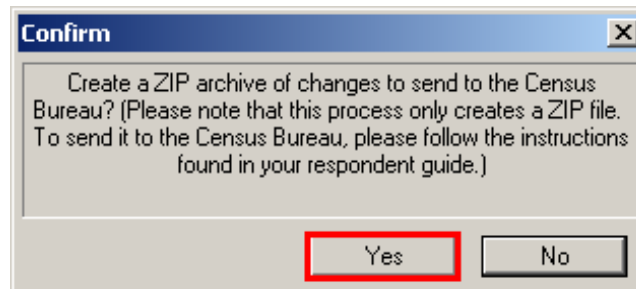 Confirm
Create a ZIP archive of changes to send to the Census
Bureau? (Please note that this process only creates a ZIP file.
To send it to the Census Bureau, please follow the instructions
found in your respondent guide.)
Yes
No